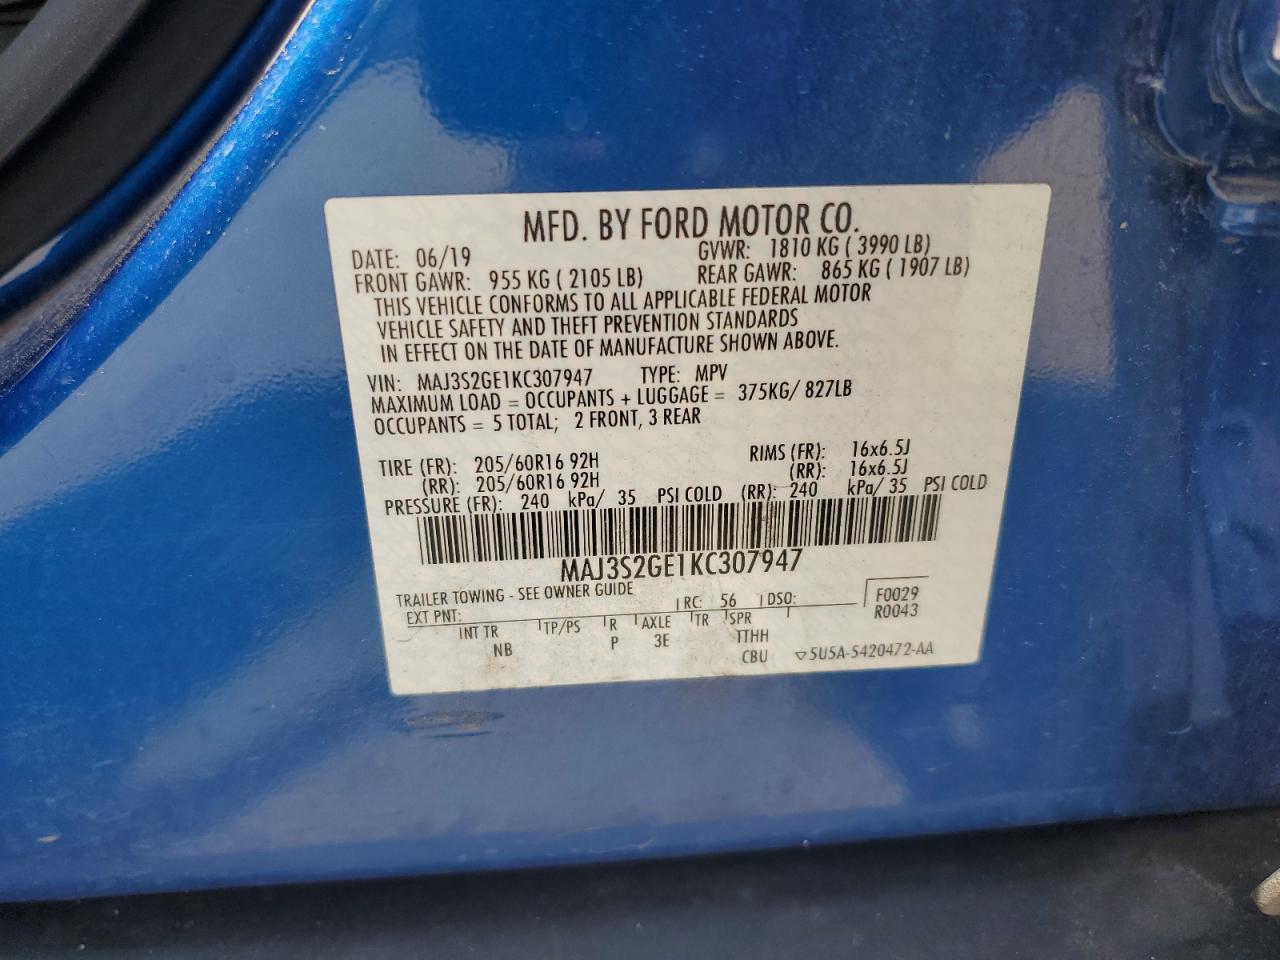 MFD. BY FORD MOTOR CO.
DATE: 06/19 GVWR: 1810 KG ( 3990 LB)
FRONT GAWR: 955 KG ( 2105 LB) REAR GAWR: 865 KG ( 1907 LB)
THIS VEHICLE CONFORMS TO ALL APPLICABLE FEDERAL MOTOR
VEHICLE SAFETY AND THEFT PREVENTION STANDARDS
IN EFFECT ON THE DATE OF MANUFACTURE SHOWN ABOVE.
VIN: MAJ3S2GE1KC307947 TYPE: MPV
MAXIMUM LOAD = OCCUPANTS + LUGGAGE = 375KG/ 827LB
OCCUPANTS = 5 TOTAL; 2 FRONT, 3 REAR
TIRE (FR): 205/60R16 92H RIMS (FR): 16x6.5J
(RR): 205/60R16 92H (RR): 16x6.5J
PRESSURE (FR): 240 kPa/ 35 PSI COLD (RR): 240 kPa/ 35 PSI COLD
MAJ3S2GE1KC307947
TRAILER TOWING - SEE OWNER GUIDE
EXT PNT: RC: 56 DSO: F0029
R0043
INT TR TP/PS R AXLE TR SPR
NB P 3E TTHH
CBU ▽5U5A-5420472-AA